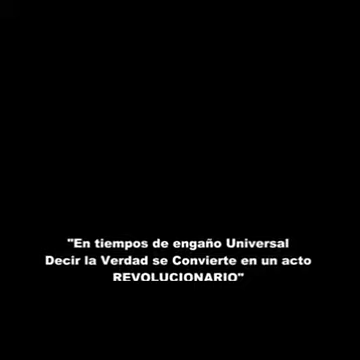 "En tiempos de engaño Universal
Decir la Verdad se Convierte en un acto
REVOLUCIONARIO"